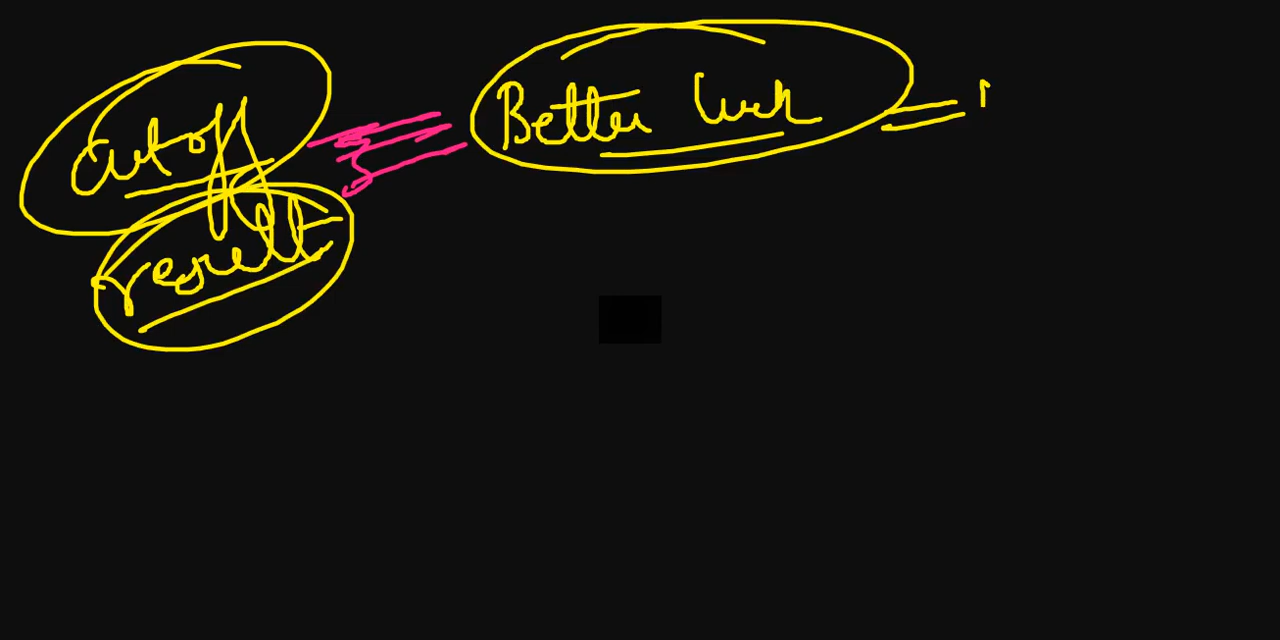 cutoff
Better luck =
result